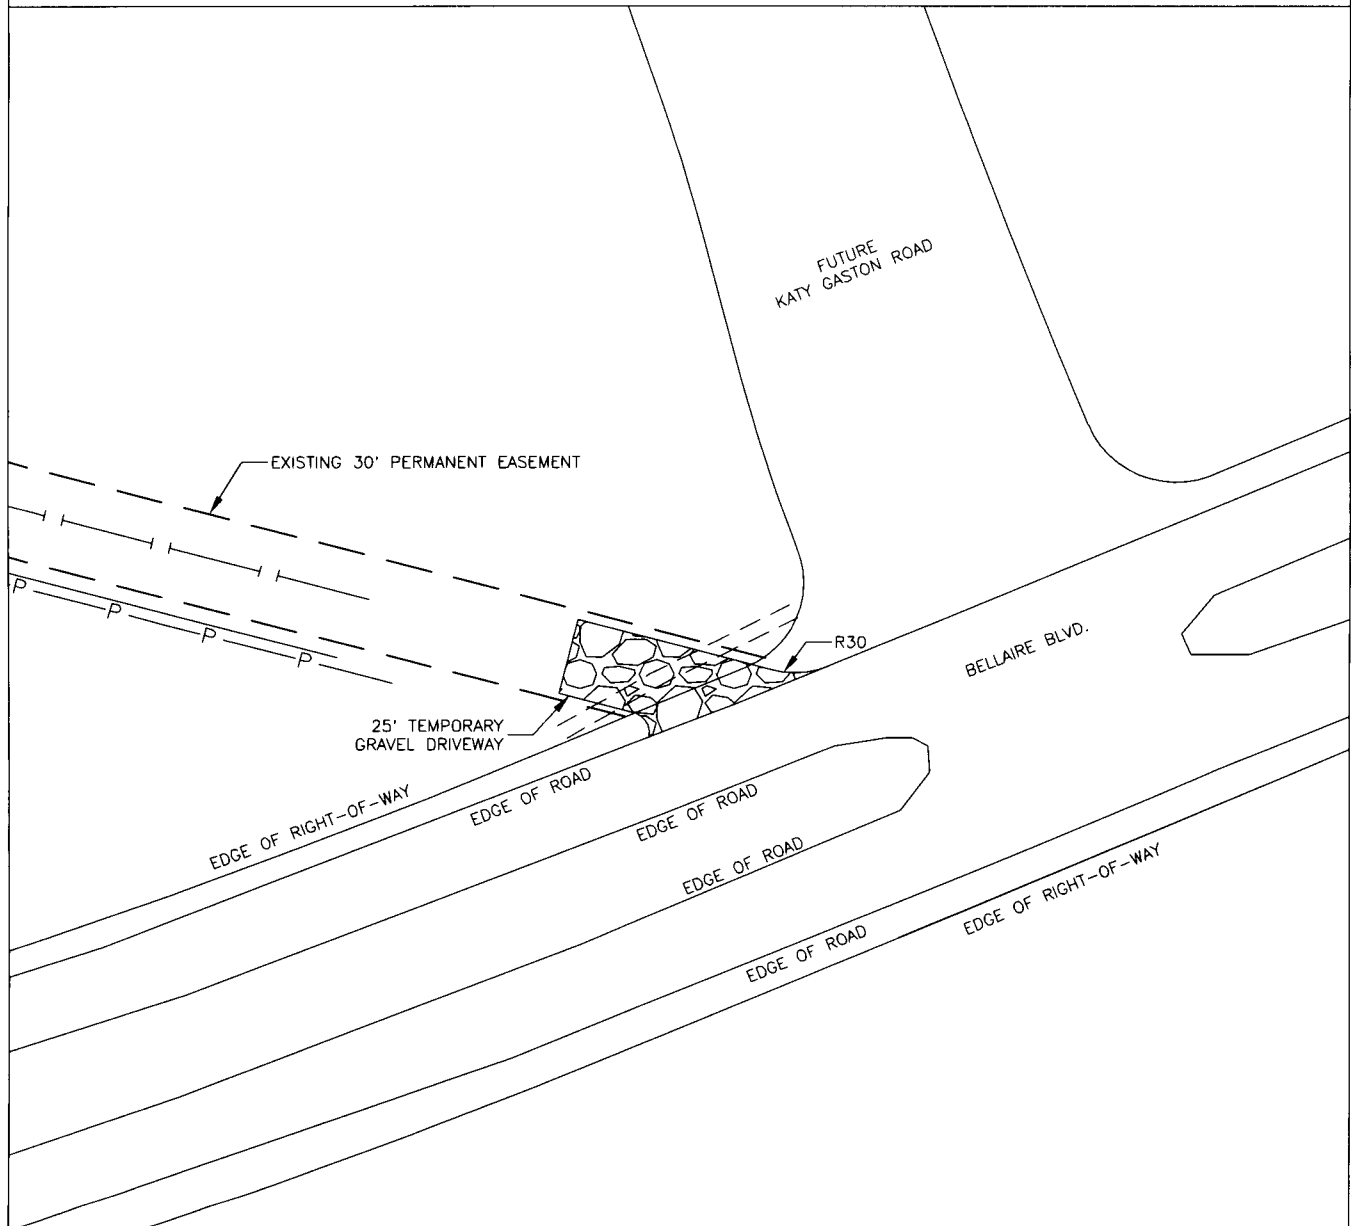 FUTURE
KATY GASTON ROAD
EXISTING 30' PERMANENT EASEMENT
P
P
P
P
R30
BELLAIRE BLVD.
25' TEMPORARY
GRAVEL DRIVEWAY
EDGE OF RIGHT-OF-WAY
EDGE OF ROAD
EDGE OF ROAD
EDGE OF ROAD
EDGE OF ROAD
EDGE OF RIGHT-OF-WAY